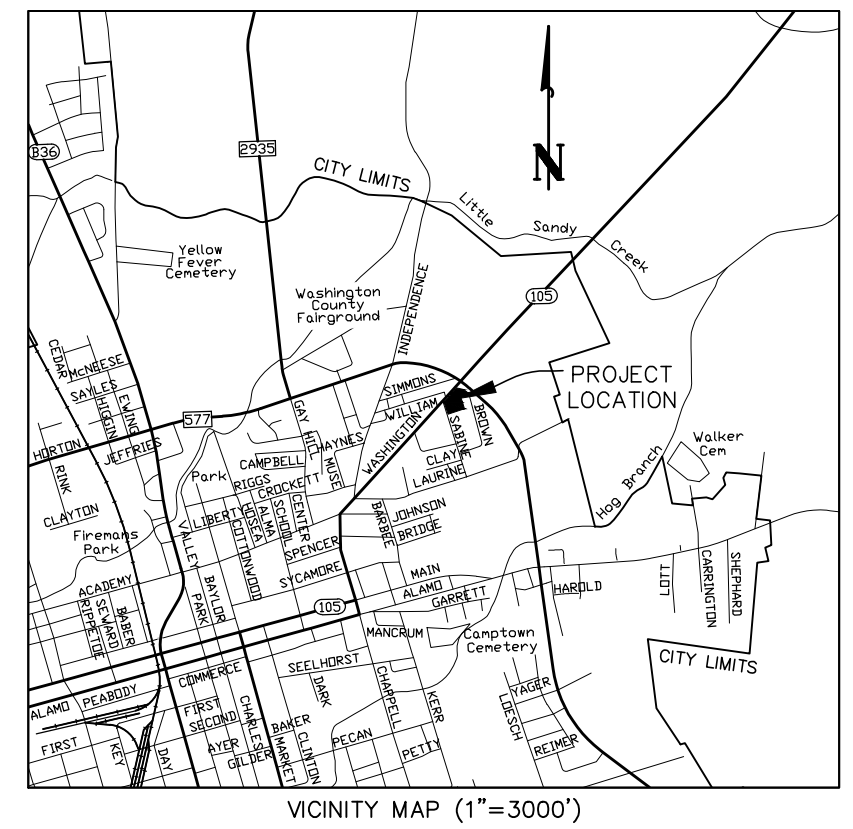 B36
2935
CITY LIMITS
N
Little
Sandy
Creek
Yellow
Fever
Cemetery
Washington
County
Fairground
INDEPENDENCE
105
CEDAR
McNEESE
SAYLES
HIGGIN
EWING
SIMMONS
PROJECT
LOCATION
577
GAY HILL
WILLIAM
WASHINGTON
SABINE
BROWN
HORTON
JEFFRIES
HAYNES
MUSE
CLAY
LAURINE
Walker
Cem
Hog Branch
RINK
Park
CAMPBELL
RIGGS
CROCKETT
CLAYTON
LIBERTY
HOSEA
ALMA
SCHOOL
CENTER
COTTONWOOD
BARBEE
JOHNSON
BRIDGE
Firemans
Park
VALLEY
SPENCER
SYCAMORE
MAIN
ALAMO
GARRETT
HAROLD
LOTT
CARRINGTON
SHEPHARD
ACADEMY
BAYLOR
PARK
RIPPETOE
SEWARD
BABER
105
MANCRUM
Camptown
Cemetery
CITY LIMITS
COMMERCE
SEELHORST
DARK
CHAPPELL
KERR
YAGER
LOESCH
REIMER
ALAMO
PEABODY
FIRST
SECOND
CHARLES
BAKER
MARKET
CLINTON
PECAN
PETTY
FIRST
KEY
DAY
AYER
GILDER
VICINITY MAP (1"=3000')